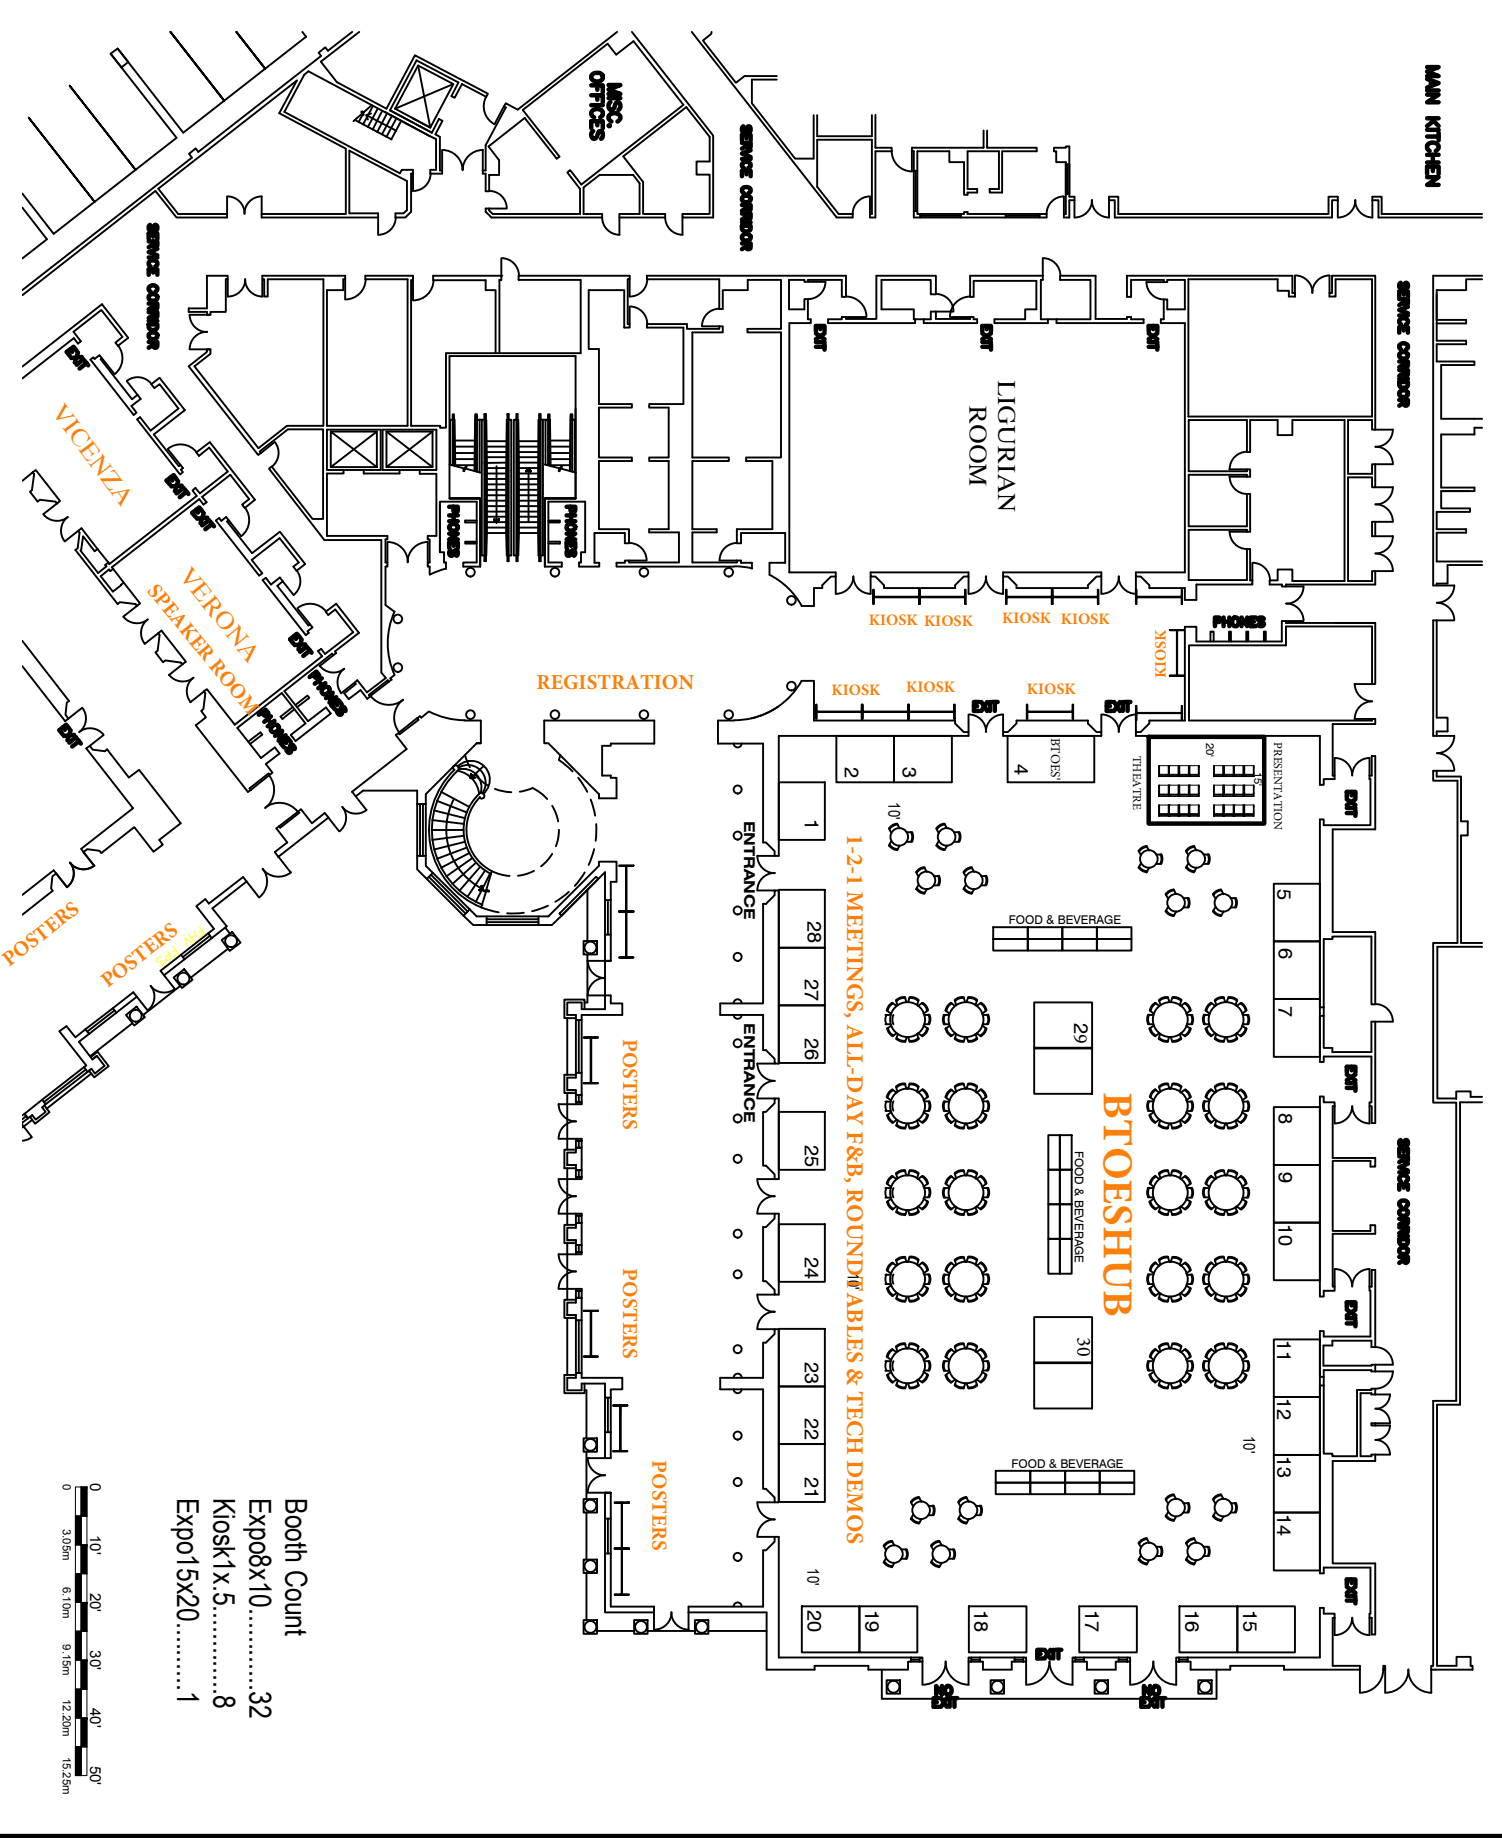 MAIN KITCHEN
MISC.
OFFICES
SERVICE CORRIDOR
SERVICE CORRIDOR
SERVICE CORRIDOR
EXIT
EXIT
EXIT
LIGURIAN
ROOM
EXIT
VICENZA
EXIT
EXIT
PHONES
PHONES
VERONA
SPEAKER ROOM
EXIT
PHONES
PHONES
EXIT
KIOSK
KIOSK
KIOSK
KIOSK
PHONES
KIOSK
REGISTRATION
KIOSK
KIOSK
KIOSK
EXIT
EXIT
2
3
4
BTOES'
THEATRE
20'
15'
PRESENTATION
EXIT
1
10'
ENTRANCE
5
6
7
FOOD & BEVERAGE
28
27
26
POSTERS
POSTERS
29
ENTRANCE
POSTERS
EXIT
1-2-1 MEETINGS, ALL-DAY F&B, ROUNDTABLES & TECH DEMOS
BTOESHUB
FOOD & BEVERAGE
8
9
10
SERVICE CORRIDOR
25
24
10'
POSTERS
EXIT
30
11
12
13
14
23
22
21
10'
FOOD & BEVERAGE
POSTERS
10'
EXIT
20
19
18
17
16
15
EXIT
NO
EXIT
NO
EXIT
Booth Count
Expo8x10.............32
Kiosk1x.5.............8
Expo15x20.........1
0 10' 20' 30' 40' 50'
0 3.05m 6.10m 9.15m 12.20m 15.25m